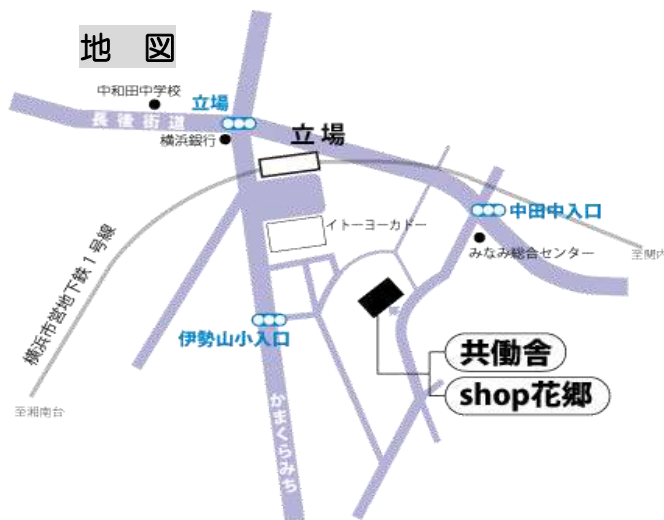 地 図
中和田中学校
立場
長後街道
横浜銀行
立場
イトーヨーカドー
中田中入口
みなみ総合センター
至関内
横浜市営地下鉄1号線
伊勢山小入口
共働舎
shop花郷
至湘南台
かまくらみち